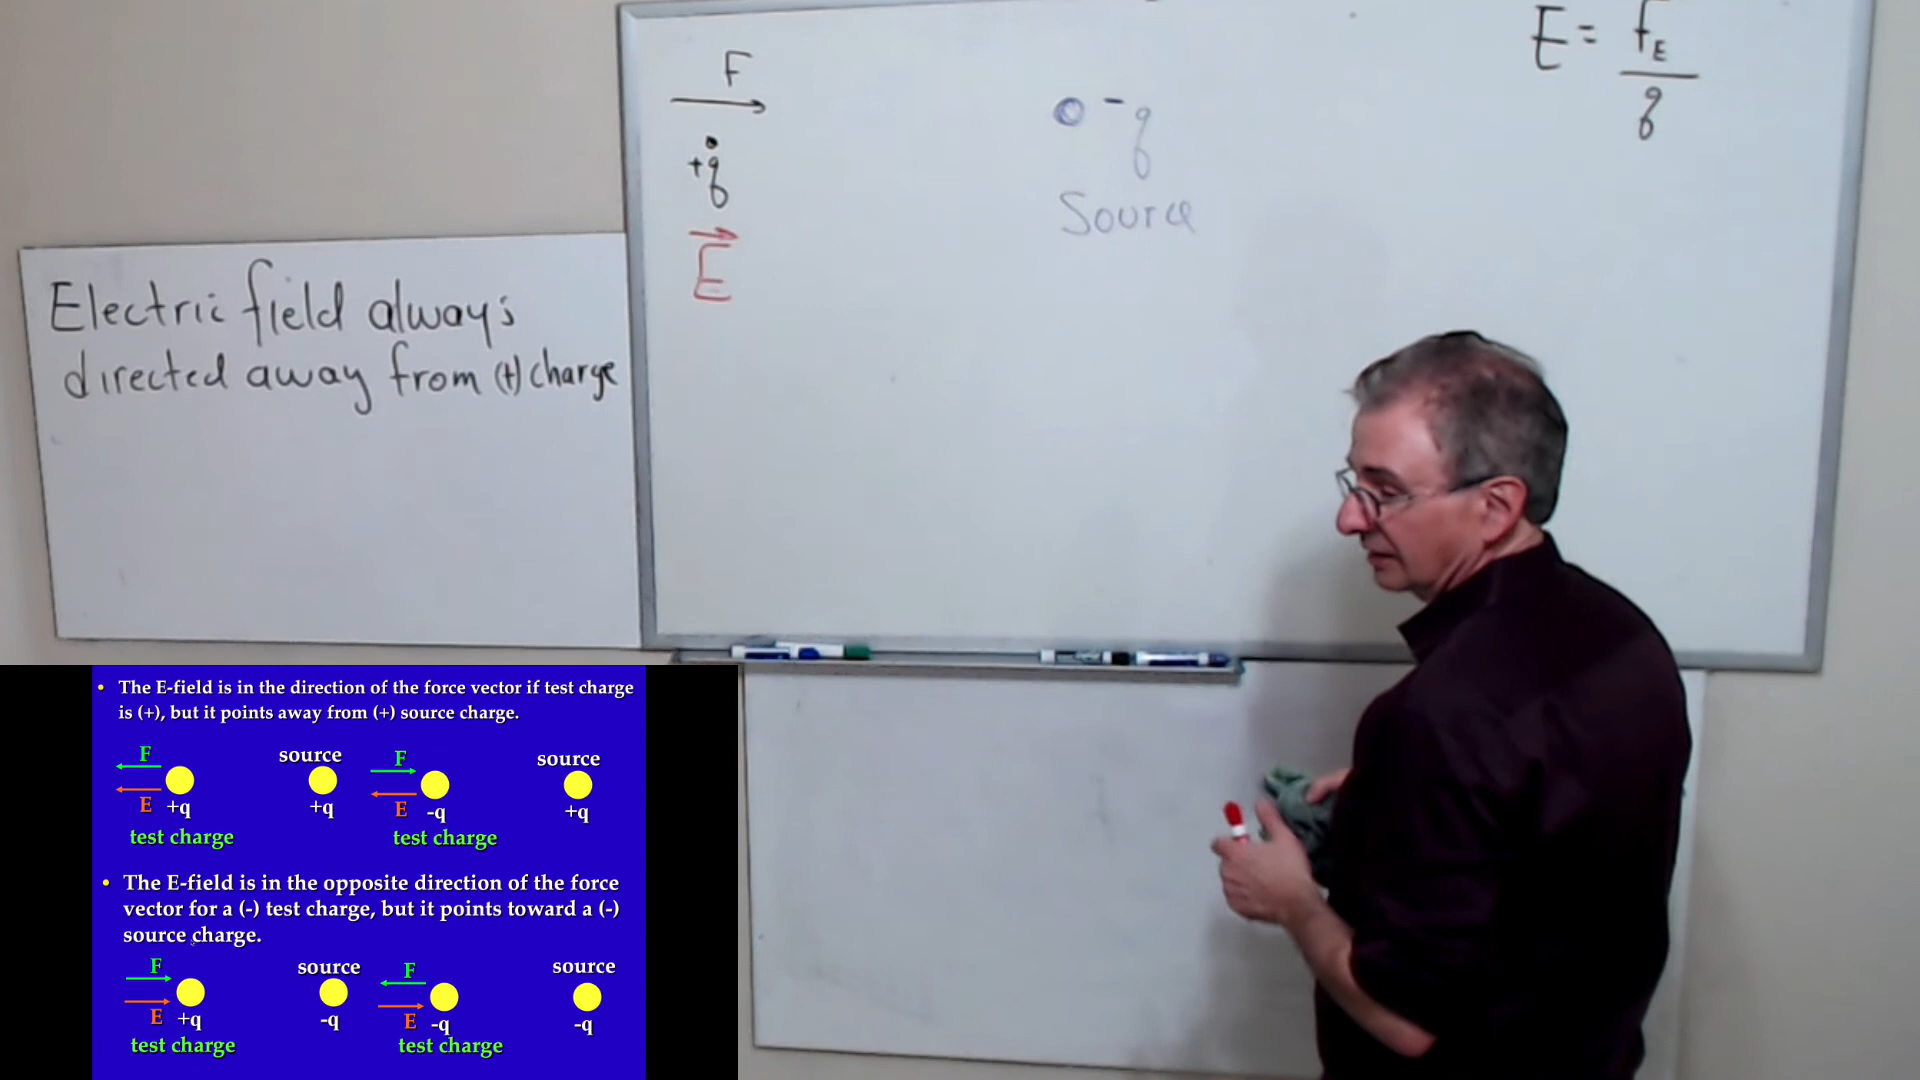 F
+q
E
-q
Source
E = FE
q
Electric field always
directed away from (+) charge
• The E-field is in the direction of the force vector if test charge
is (+), but it points away from (+) source charge.
F
E +q
test charge
source
+q
F
E -q
test charge
source
+q
• The E-field is in the opposite direction of the force
vector for a (-) test charge, but it points toward a (-)
source charge.
F
E +q
test charge
source
-q
F
E -q
test charge
source
-q